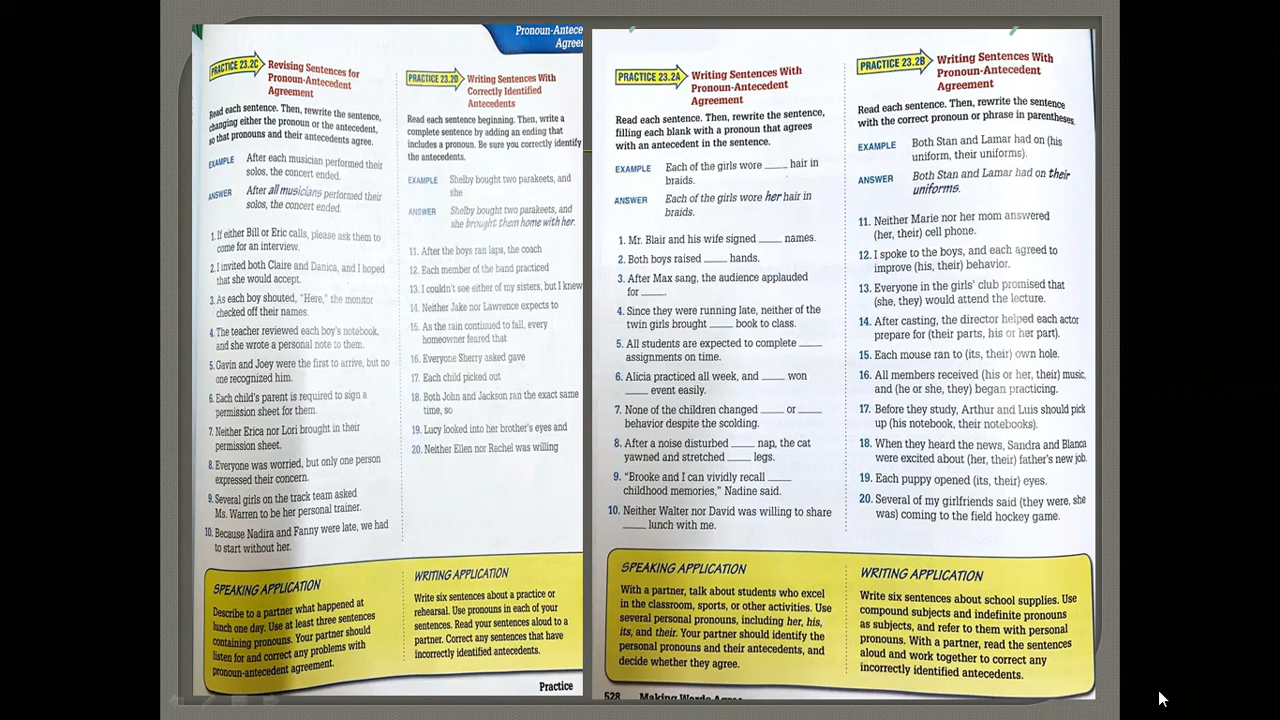 Pronoun-Antece
Agree
PRACTICE 23.2C
Revising Sentences for
Pronoun-Antecedent
Agreement
Read each sentence. Then, rewrite the sentence,
changing either the pronoun or the antecedent,
so that pronouns and their antecedents agree.
EXAMPLE After each musician performed their
solos, the concert ended.
ANSWER After all musicians performed their
solos, the concert ended.
1. If either Bill or Eric calls, please ask them to
come for an interview.
2. I invited both Claire and Danica, and I hoped
that she would accept.
3. As each boy shouted, “Here,” the monitor
checked off their names.
4. The teacher reviewed each boy's notebook,
and she wrote a personal note to them.
5. Gavin and Joey were the first to arrive, but no
one recognized him.
6. Each child's parent is required to sign a
permission sheet for them.
7. Neither Erica nor Lori brought in their
permission sheet.
8. Everyone was worried, but only one person
expressed their concern.
9. Several girls on the track team asked
Ms. Warren to be her personal trainer.
10. Because Nadira and Fanny were late, we had
to start without her.
PRACTICE 23.2D
Writing Sentences With
Correctly Identified
Antecedents
Read each sentence beginning. Then, write a
complete sentence by adding an ending that
includes a pronoun. Be sure you correctly identify
the antecedents.
EXAMPLE Shelby bought two parakeets, and
she
ANSWER Shelby bought two parakeets, and
she brought them home with her.
11. After the boys ran laps, the coach
12. Each member of the band practiced
13. I couldn't see either of my sisters, but I knew
14. Neither Jake nor Lawrence expects to
15. As the rain continued to fall, every
homeowner feared that
16. Everyone Sherry asked gave
17. Each child picked out
18. Both John and Jackson ran the exact same
time, so
19. Lucy looked into her brother's eyes and
20. Neither Ellen nor Rachel was willing
SPEAKING APPLICATION
Describe to a partner what happened at
lunch one day. Use at least three sentences
containing pronouns. Your partner should
listen for and correct any problems with
pronoun-antecedent agreement.
WRITING APPLICATION
Write six sentences about a practice or
rehearsal. Use pronouns in each of your
sentences. Read your sentences aloud to a
partner. Correct any sentences that have
incorrectly identified antecedents.
Practice
PRACTICE 23.2A
Writing Sentences With
Pronoun-Antecedent
Agreement
Read each sentence. Then, rewrite the sentence,
filling each blank with a pronoun that agrees
with an antecedent in the sentence.
EXAMPLE Each of the girls wore ____ hair in
braids.
ANSWER Each of the girls wore her hair in
braids.
1. Mr. Blair and his wife signed ____ names.
2. Both boys raised ____ hands.
3. After Max sang, the audience applauded
for ____.
4. Since they were running late, neither of the
twin girls brought ____ book to class.
5. All students are expected to complete ____
assignments on time.
6. Alicia practiced all week, and ____ won
____ event easily.
7. None of the children changed ____ or ____
behavior despite the scolding.
8. After a noise disturbed ____ nap, the cat
yawned and stretched ____ legs.
9. “Brooke and I can vividly recall ____
childhood memories,” Nadine said.
10. Neither Walter nor David was willing to share
____ lunch with me.
PRACTICE 23.2B
Writing Sentences With
Pronoun-Antecedent
Agreement
Read each sentence. Then, rewrite the sentence
with the correct pronoun or phrase in parentheses.
EXAMPLE Both Stan and Lamar had on (his
uniform, their uniforms).
ANSWER Both Stan and Lamar had on their
uniforms.
11. Neither Marie nor her mom answered
(her, their) cell phone.
12. I spoke to the boys, and each agreed to
improve (his, their) behavior.
13. Everyone in the girls' club promised that
(she, they) would attend the lecture.
14. After casting, the director helped each actor
prepare for (their parts, his or her part).
15. Each mouse ran to (its, their) own hole.
16. All members received (his or her, their) music,
and (he or she, they) began practicing.
17. Before they study, Arthur and Luis should pick
up (his notebook, their notebooks).
18. When they heard the news, Sandra and Blanca
were excited about (her, their) father's new job.
19. Each puppy opened (its, their) eyes.
20. Several of my girlfriends said (they were, she
was) coming to the field hockey game.
SPEAKING APPLICATION
With a partner, talk about students who excel
in the classroom, sports, or other activities. Use
several personal pronouns, including her, his,
its, and their. Your partner should identify the
personal pronouns and their antecedents, and
decide whether they agree.
WRITING APPLICATION
Write six sentences about school supplies. Use
compound subjects and indefinite pronouns
as subjects, and refer to them with personal
pronouns. With a partner, read the sentences
aloud and work together to correct any
incorrectly identified antecedents.
528 Making Words Agree